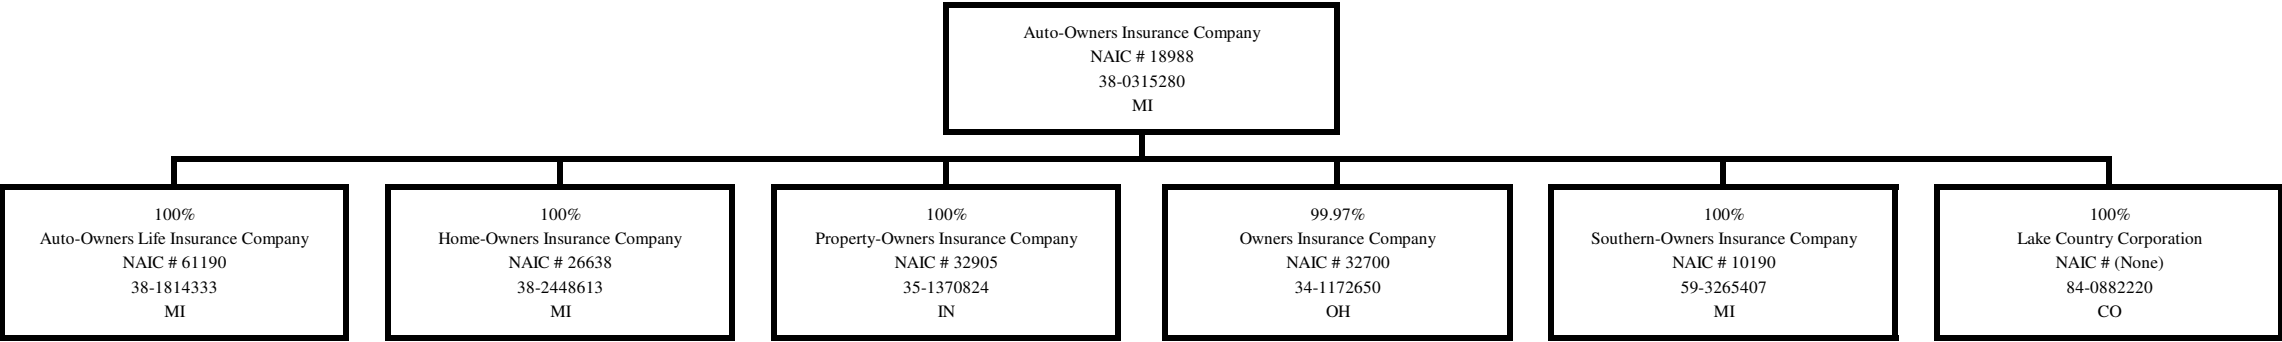 Auto-Owners Insurance Company
NAIC # 18988
38-0315280
MI
100%
Auto-Owners Life Insurance Company
NAIC # 61190
38-1814333
MI
100%
Home-Owners Insurance Company
NAIC # 26638
38-2448613
MI
100%
Property-Owners Insurance Company
NAIC # 32905
35-1370824
IN
99.97%
Owners Insurance Company
NAIC # 32700
34-1172650
OH
100%
Southern-Owners Insurance Company
NAIC # 10190
59-3265407
MI
100%
Lake Country Corporation
NAIC # (None)
84-0882220
CO